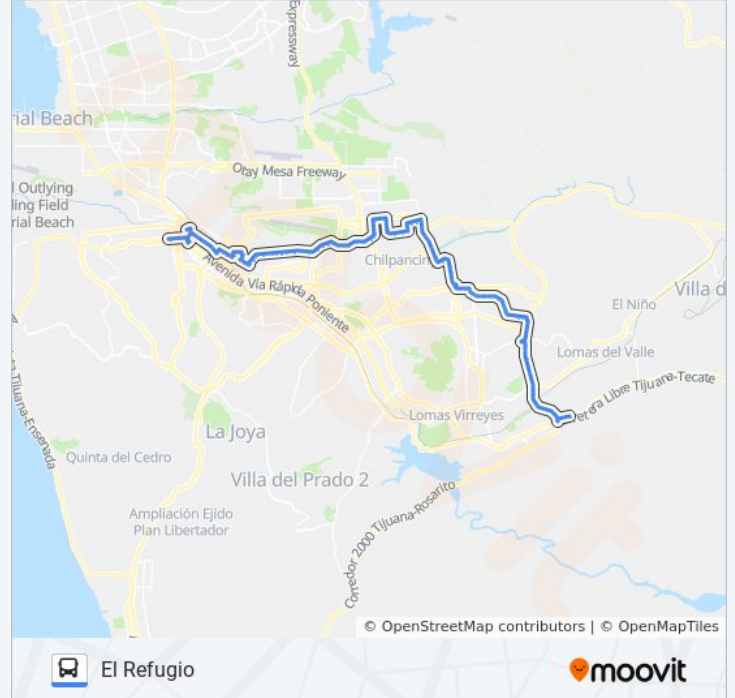 Expressway
rial Beach
Otay Mesa Freeway
l Outlying
ling Field
rial Beach
Chilpancin
Avenida Vía Rápida Poniente
El Niño
Villa d
Lomas del Valle
etera Libre Tijuana-Tecate
ta Tijuana-Ensenada
Lomas Virreyes
La Joya
Quinta del Cedro
Villa del Prado 2
Ampliación Ejido
Plan Libertador
Corredor 2000 Tijuana-Rosarito
© OpenStreetMap contributors | © OpenMapTiles
El Refugio
moovit